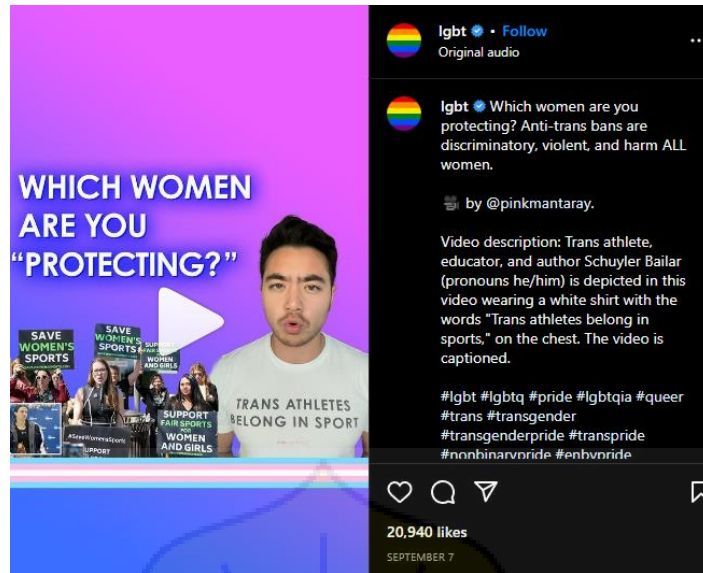 WHICH WOMEN
ARE YOU
"PROTECTING?"
SAVE
WOMEN'S
SPORTS
SAVE
WOMEN'S
SPORTS
WOMEN
AND GIRLS
SUPPORT
FAIR SPORTS
FOR
WOMEN
AND GIRLS
#SaveWomensSports
SUPPORT
TRANS ATHLETES
BELONG IN SPORT
lgbt • Follow
Original audio
lgbt Which women are you
protecting? Anti-trans bans are
discriminatory, violent, and harm ALL
women.
by @pinkmantaray.
Video description: Trans athlete,
educator, and author Schuyler Bailar
(pronouns he/him) is depicted in this
video wearing a white shirt with the
words "Trans athletes belong in
sports," on the chest. The video is
captioned.
#lgbt #lgbtq #pride #lgbtqia #queer
#trans #transgender
#transgenderpride #transpride
#nonbinarypride #enbypride
20,940 likes
SEPTEMBER 7